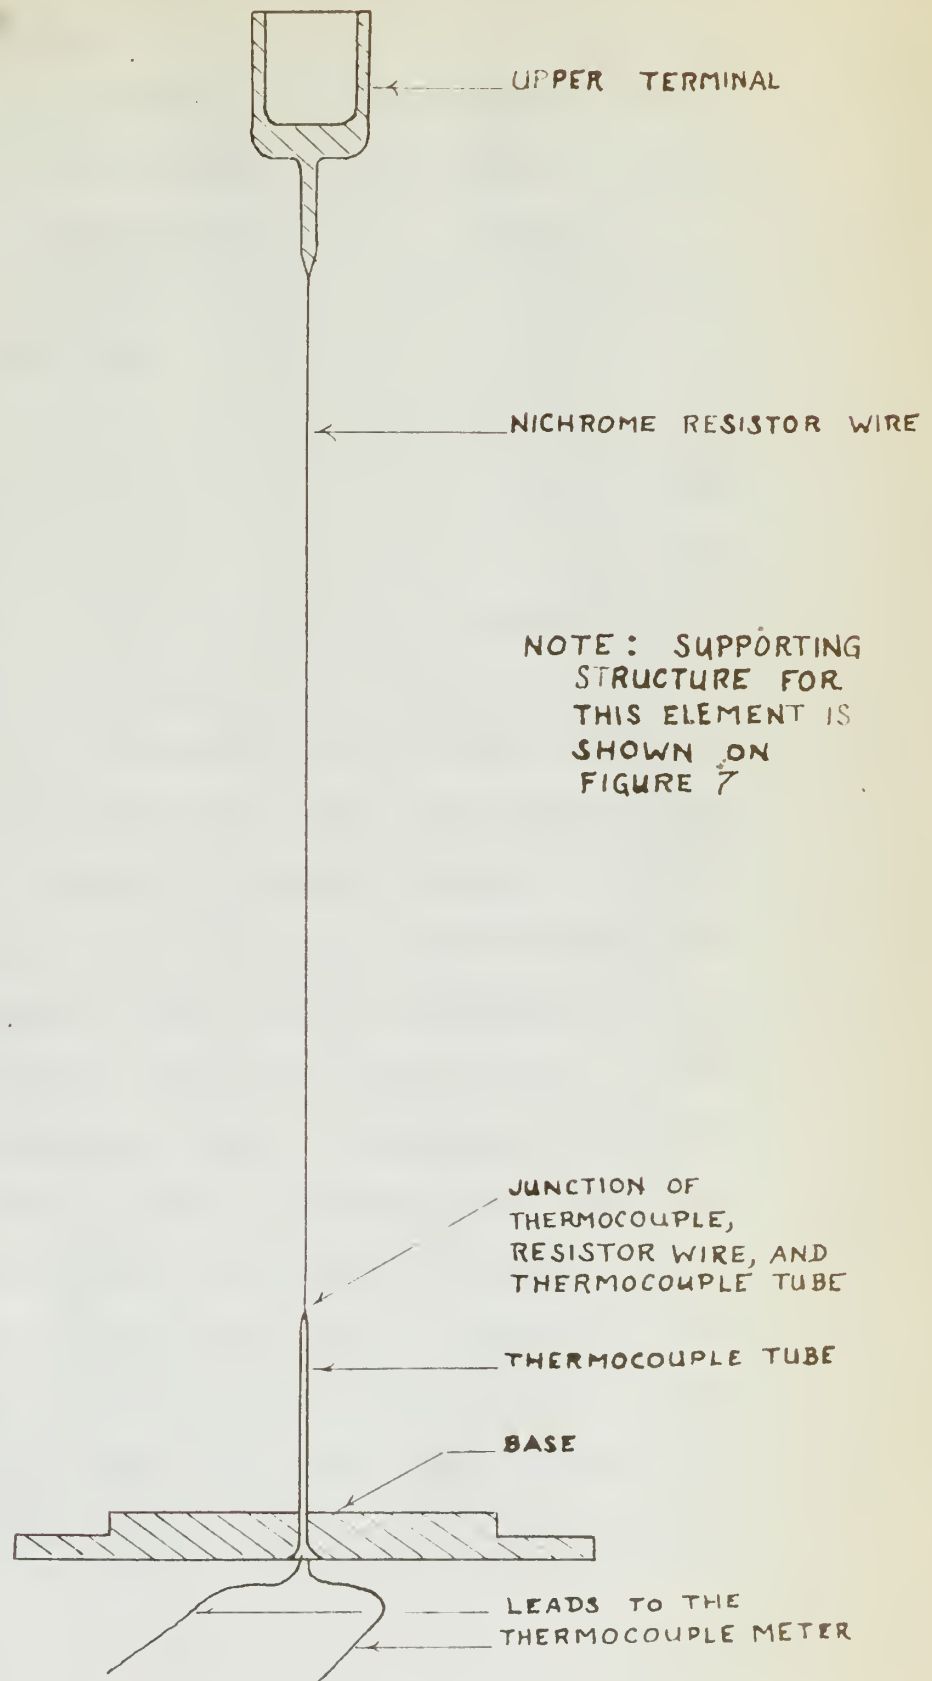 UPPER TERMINAL
NICHROME RESISTOR WIRE
NOTE: SUPPORTING
STRUCTURE FOR
THIS ELEMENT IS
SHOWN ON
FIGURE 7
JUNCTION OF
THERMOCOUPLE,
RESISTOR WIRE, AND
THERMOCOUPLE TUBE
THERMOCOUPLE TUBE
BASE
LEADS TO THE
THERMOCOUPLE METER